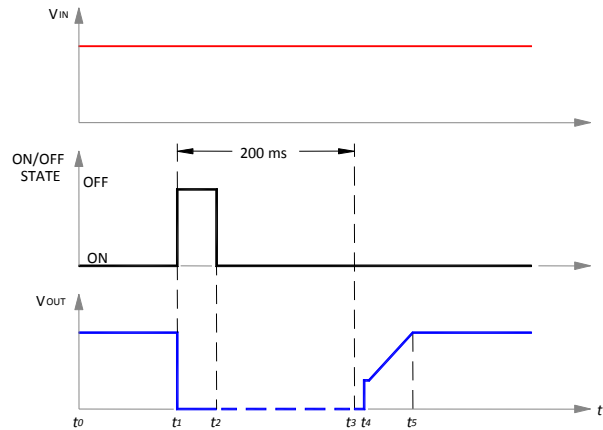 VIN
200 ms
ON/OFF
STATE
OFF
ON
VOUT
t0 t1 t2 t3 t4 t5 t